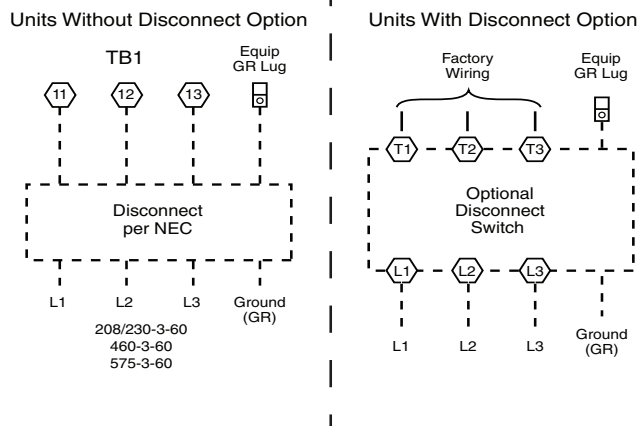 Units Without Disconnect Option
TB1
Equip
GR Lug
11
12
13
Disconnect
per NEC
L1
L2
L3
Ground
(GR)
208/230-3-60
460-3-60
575-3-60
Units With Disconnect Option
Factory
Wiring
Equip
GR Lug
T1
T2
T3
Optional
Disconnect
Switch
L1
L2
L3
L1
L2
L3
Ground
(GR)